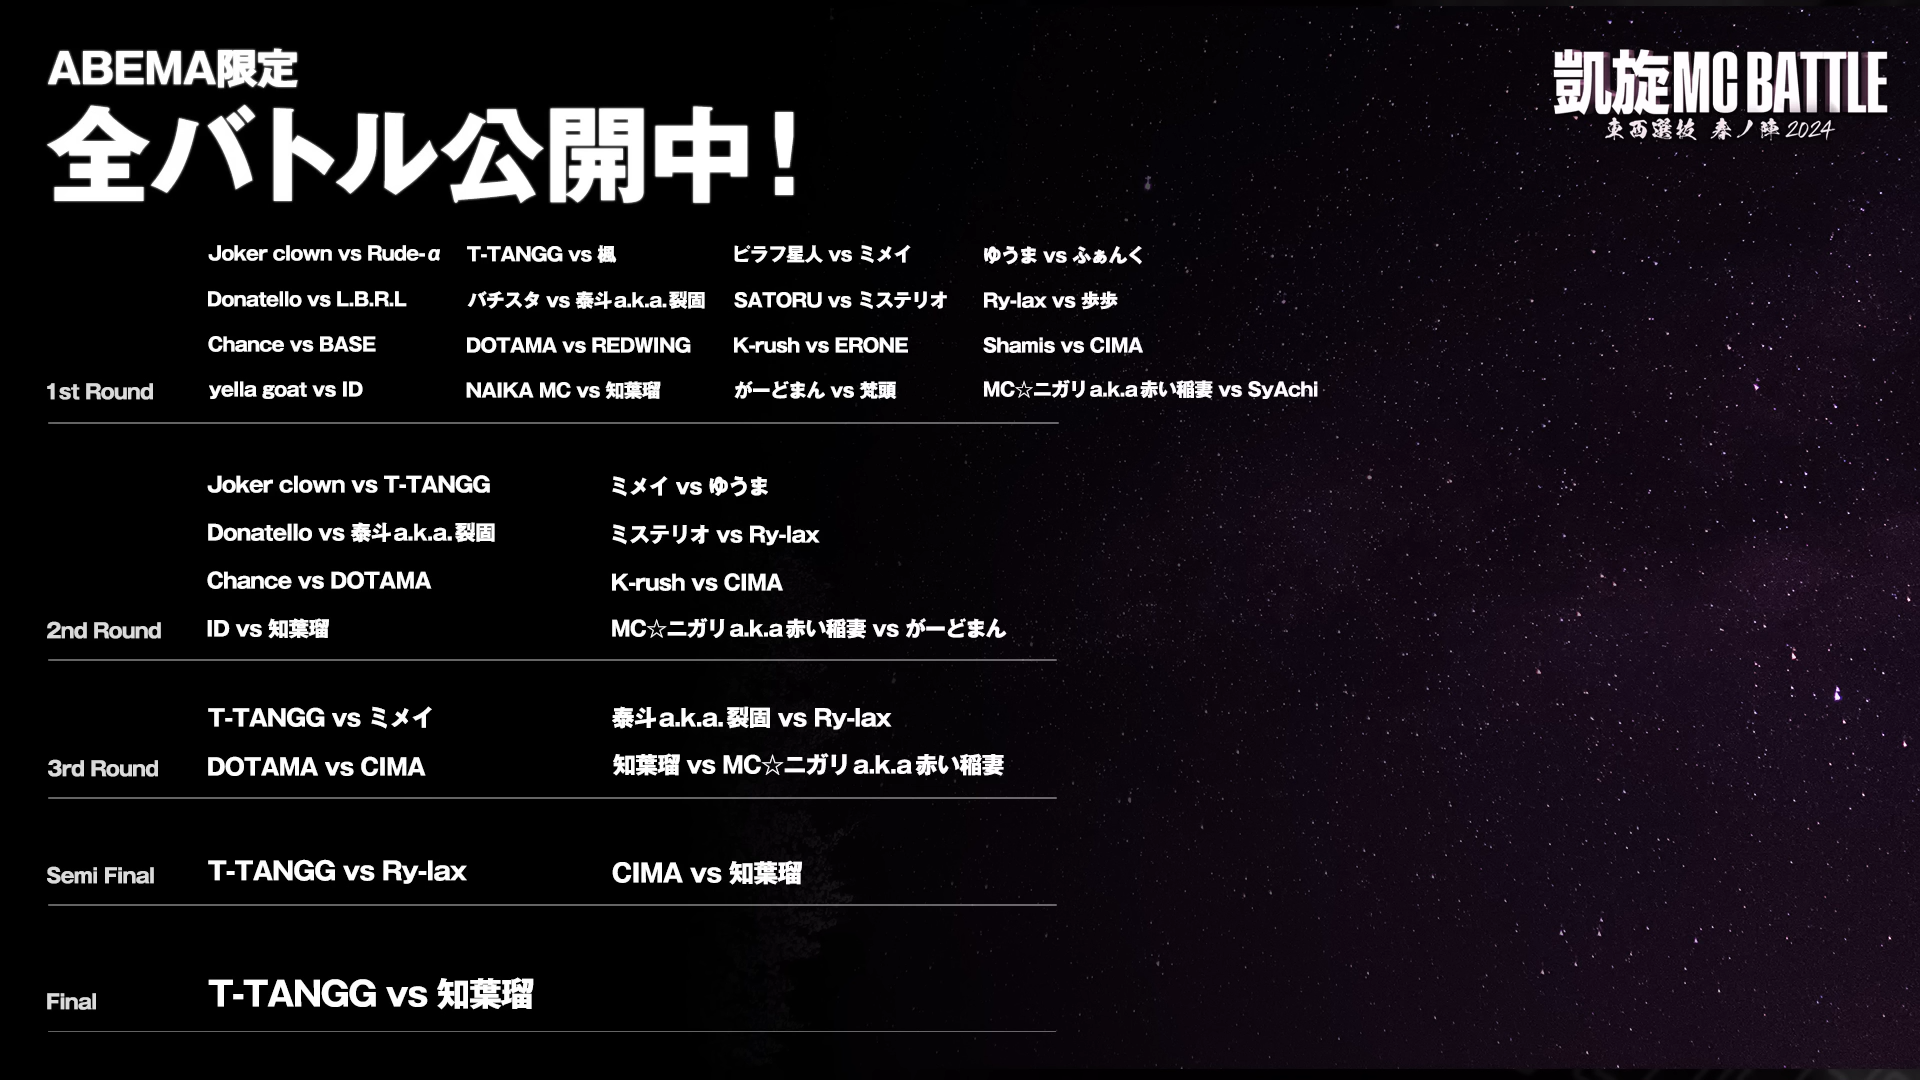 ABEMA限定
全バトル公開中!
凱旋MC BATTLE
東西選抜 春ノ陣 2024
Joker clown vs Rude-α
T-TANGG vs 楓
ビラフ星人 vs ミメイ
ゆうま vs ふぁんく
Donatello vs L.B.R.L
バチスタ vs 泰斗a.k.a.裂固
SATORU vs ミステリオ
Ry-lax vs 歩歩
Chance vs BASE
DOTAMA vs REDWING
K-rush vs ERONE
Shamis vs CIMA
1st Round
yella goat vs ID
NAIKA MC vs 知葉瑠
がーどまん vs 梵頭
MC☆ニガリa.k.a赤い稲妻 vs SyAchi
Joker clown vs T-TANGG
ミメイ vs ゆうま
Donatello vs 泰斗a.k.a.裂固
ミステリオ vs Ry-lax
Chance vs DOTAMA
K-rush vs CIMA
2nd Round
ID vs 知葉瑠
MC☆ニガリa.k.a赤い稲妻 vs がーどまん
T-TANGG vs ミメイ
泰斗a.k.a.裂固 vs Ry-lax
3rd Round
DOTAMA vs CIMA
知葉瑠 vs MC☆ニガリa.k.a赤い稲妻
Semi Final
T-TANGG vs Ry-lax
CIMA vs 知葉瑠
Final
T-TANGG vs 知葉瑠